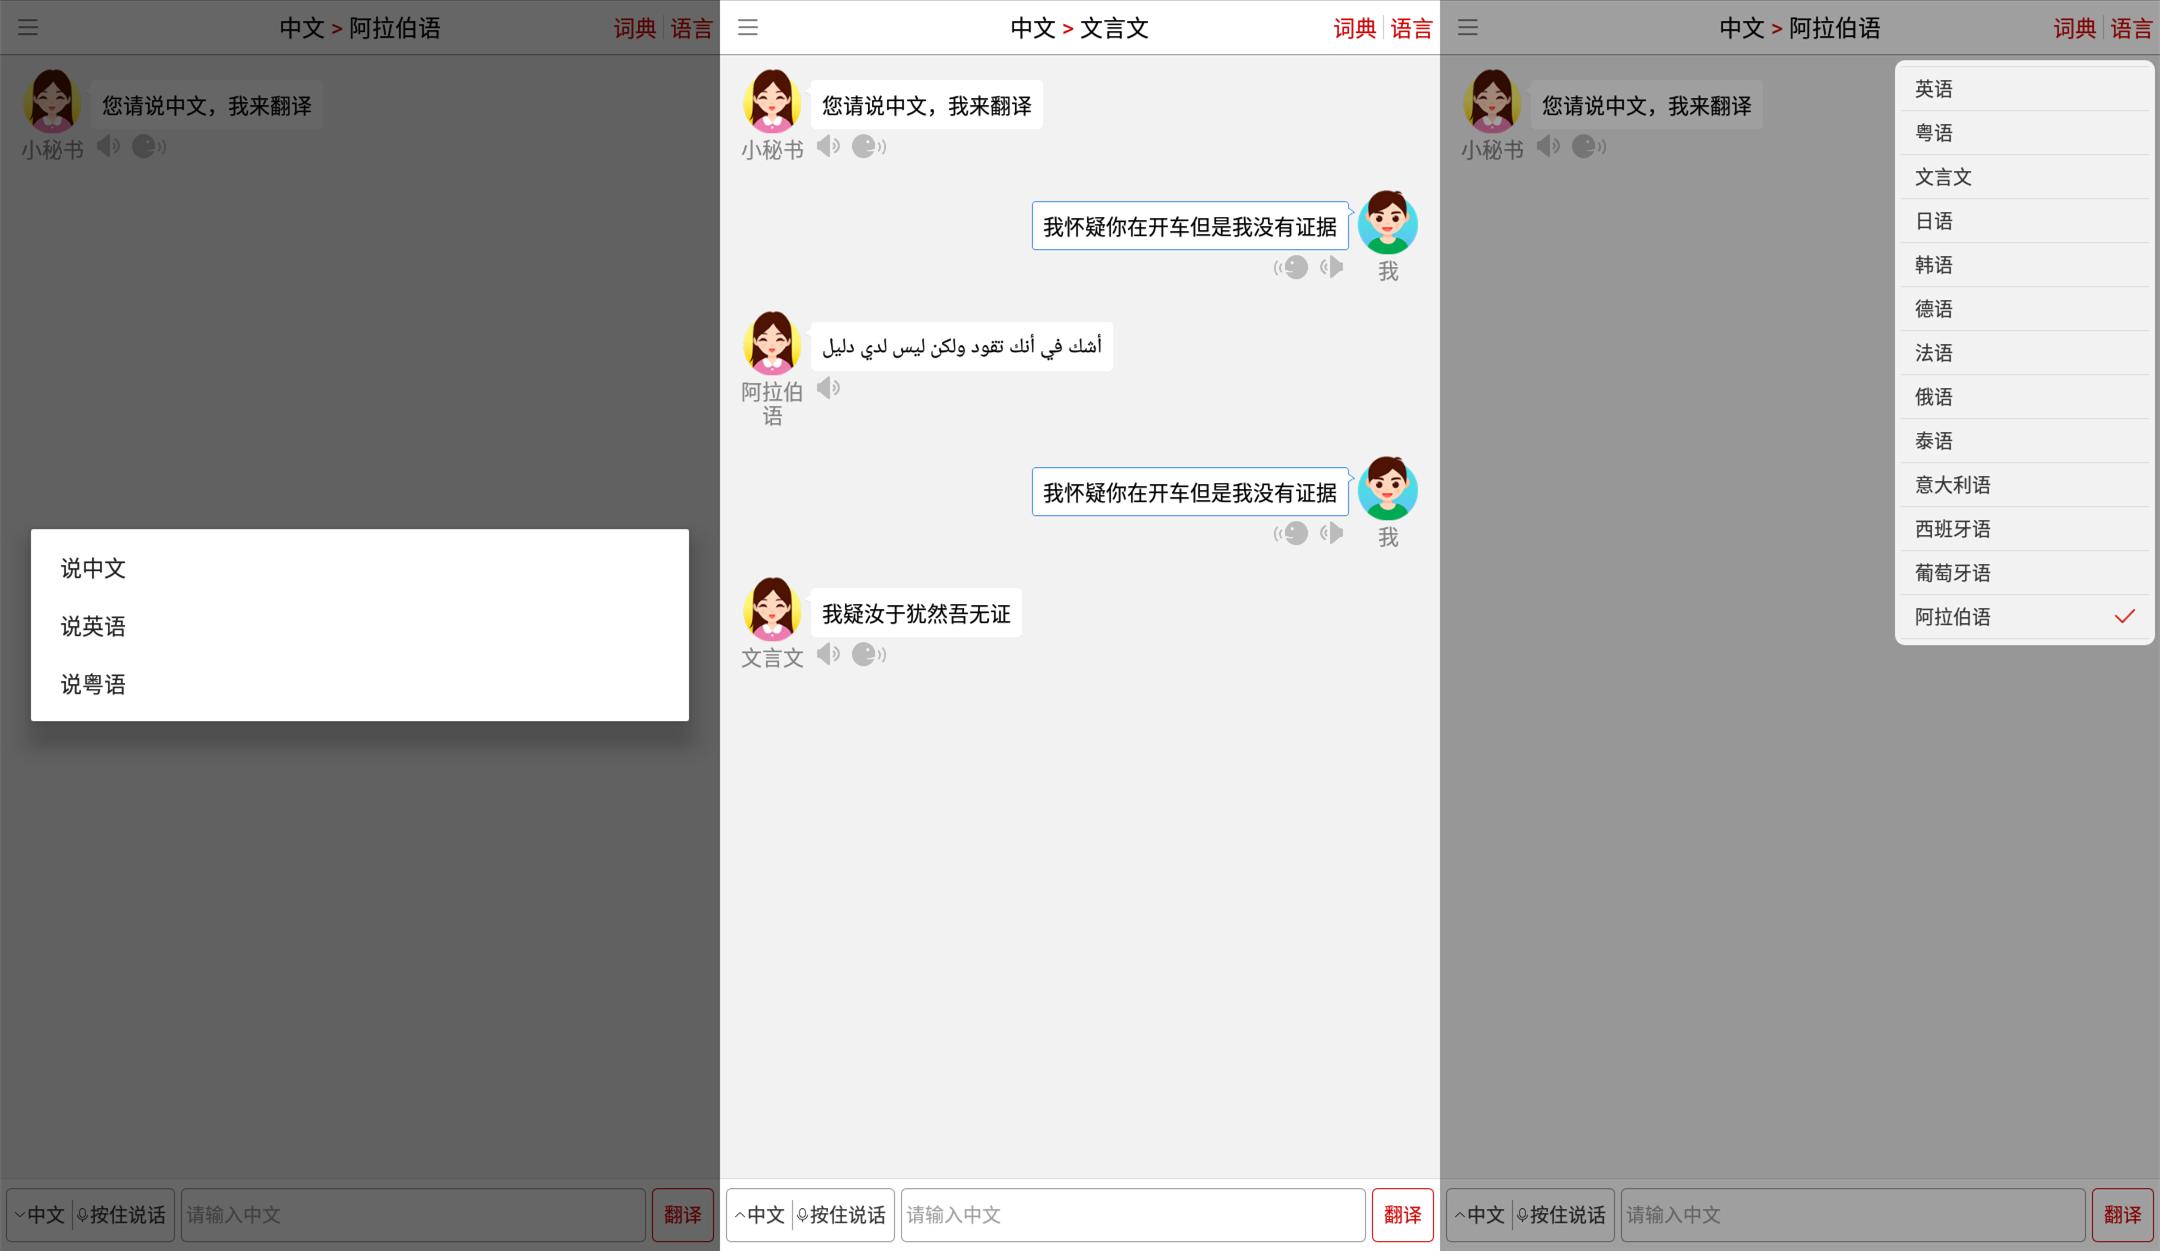 中文 > 阿拉伯语
词典
语言
您请说中文，我来翻译
小秘书
说中文
说英语
说粤语
中文
按住说话
请输入中文
翻译
中文 > 文言文
词典
语言
您请说中文，我来翻译
小秘书
我怀疑你在开车但是我没有证据
我
أشك في أنك تقود ولكن ليس لدي دليل
阿拉伯
语
我怀疑你在开车但是我没有证据
我
我疑汝于犹然吾无证
文言文
中文
按住说话
请输入中文
翻译
中文 > 阿拉伯语
词典
语言
您请说中文，我来翻译
小秘书
英语
粤语
文言文
日语
韩语
德语
法语
俄语
泰语
意大利语
西班牙语
葡萄牙语
阿拉伯语
中文
按住说话
请输入中文
翻译